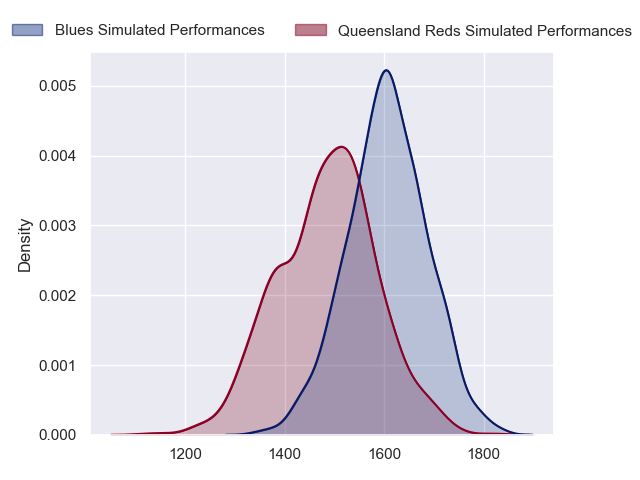 Blues Simulated Performances
Queensland Reds Simulated Performances
Density
0.005
0.004
0.003
0.002
0.001
0.000
1200 1400 1600 1800